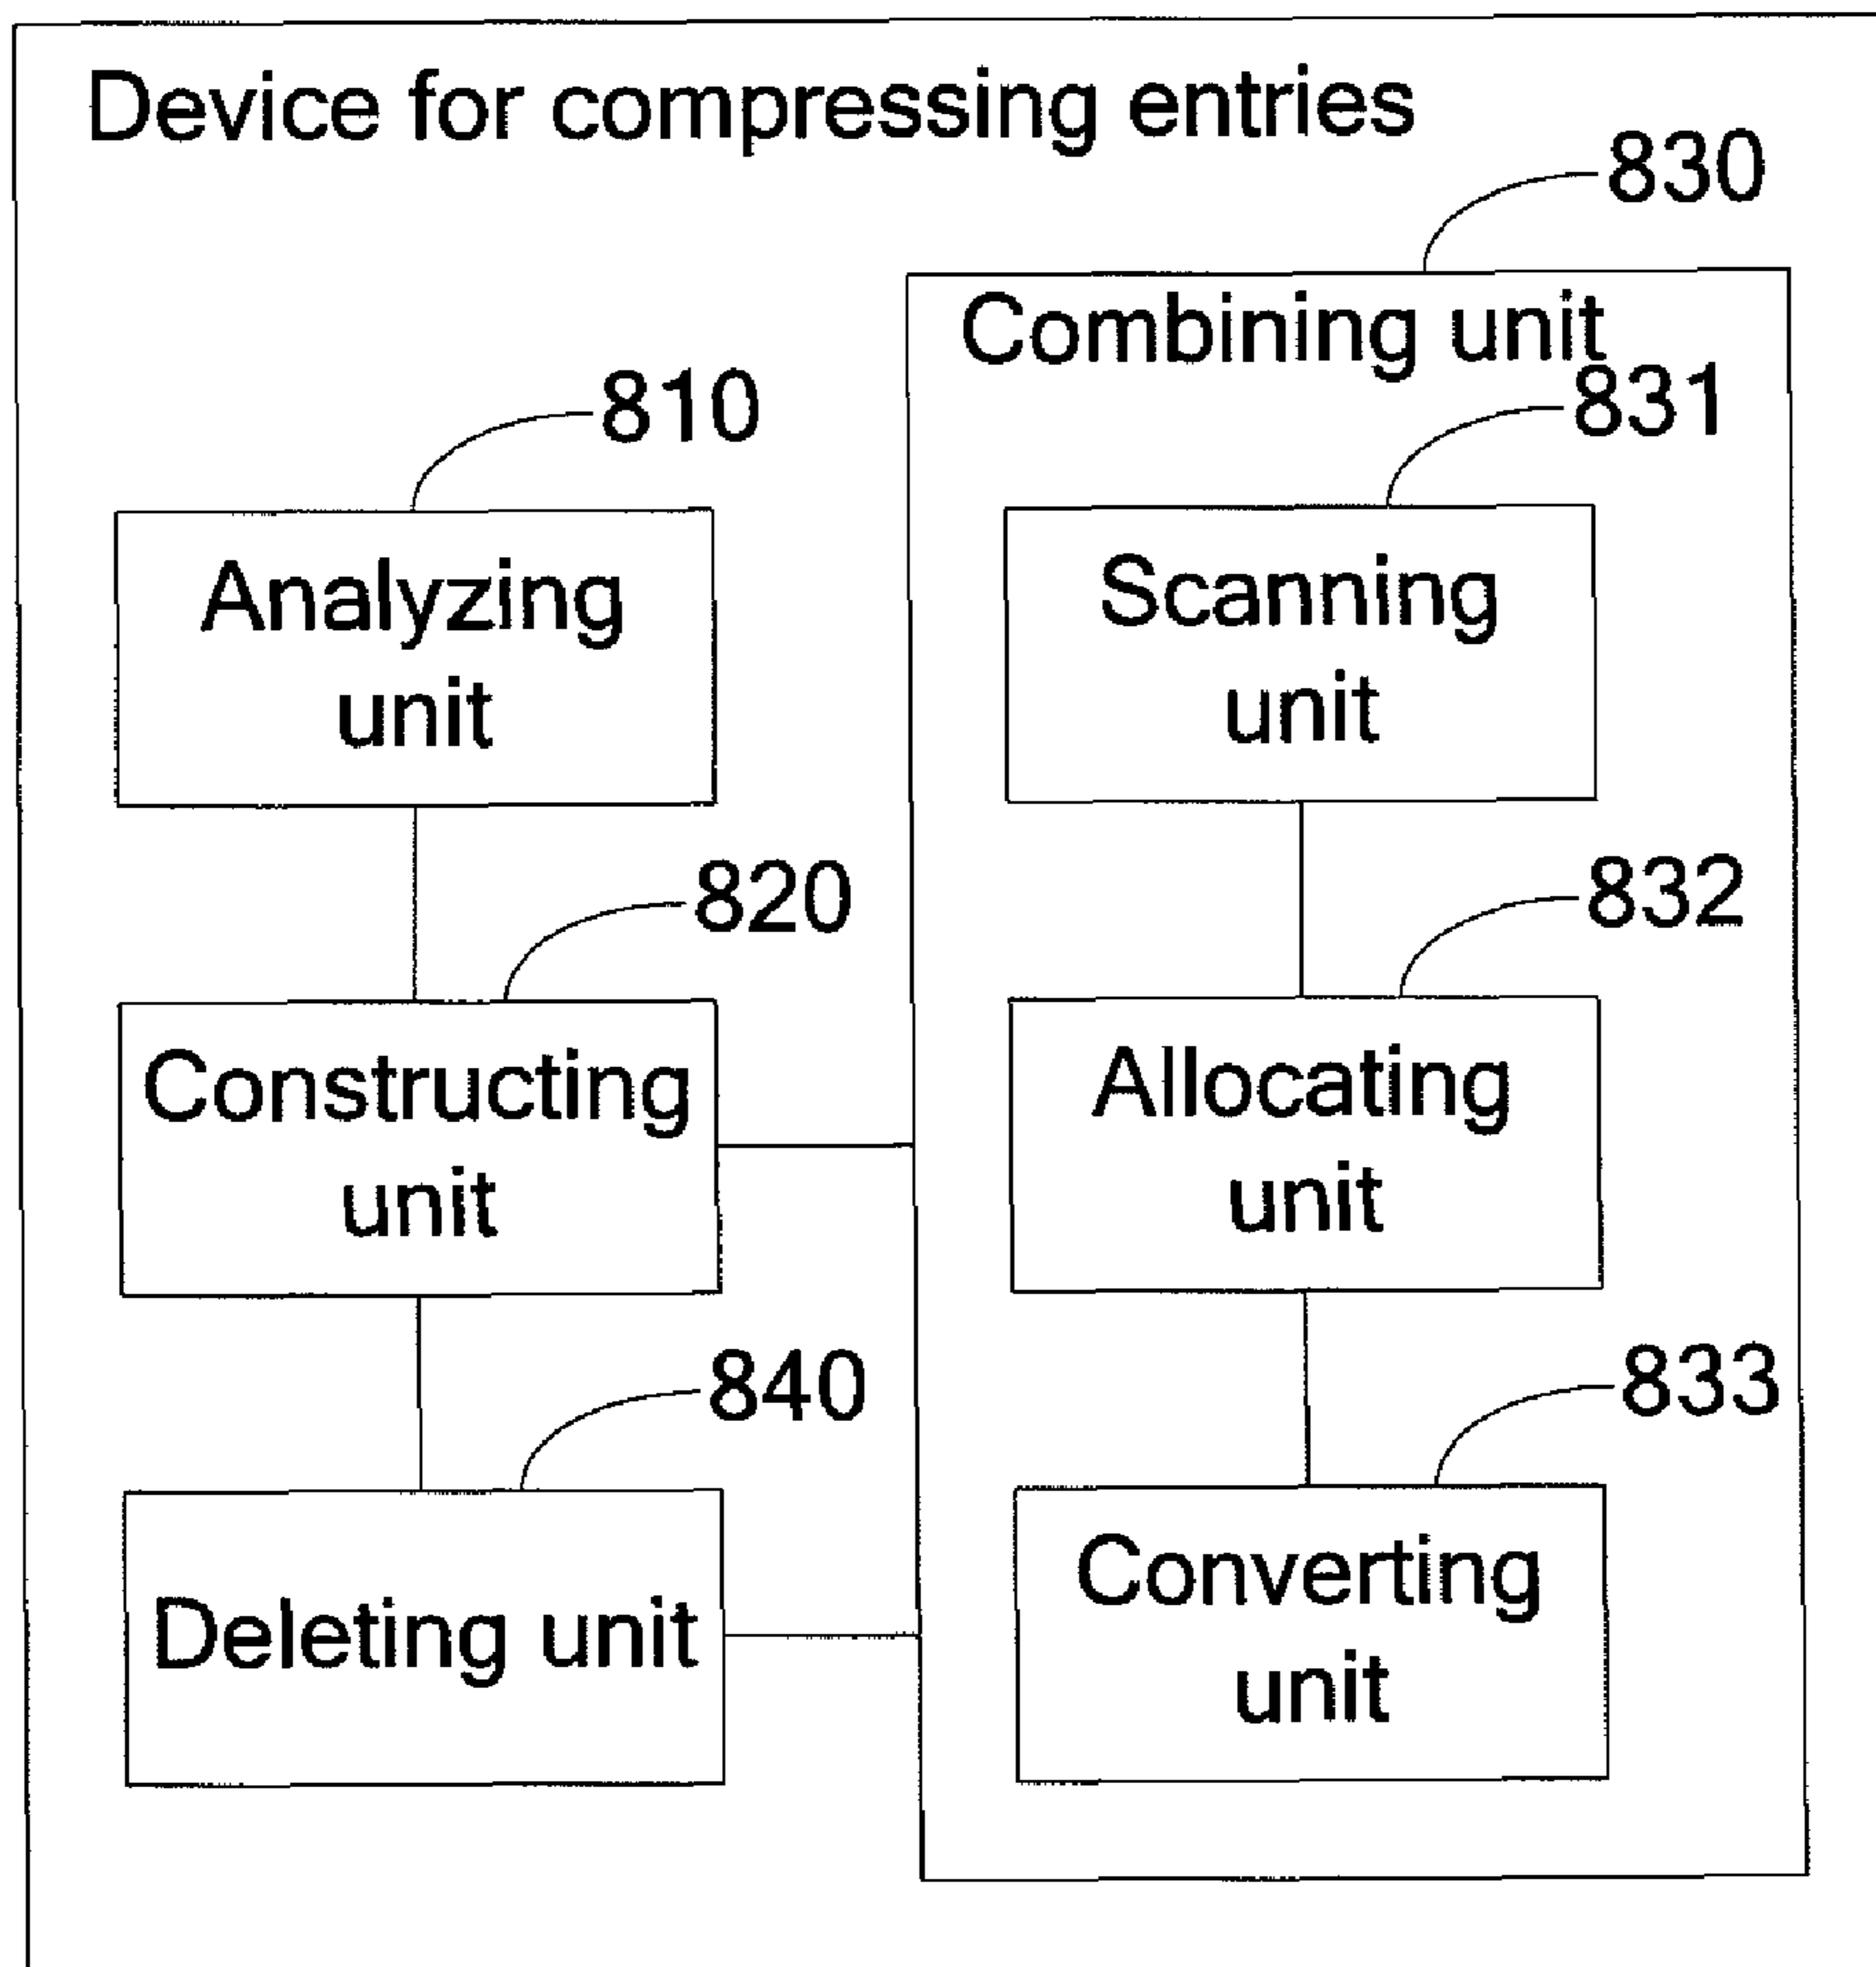 Device for compressing entries
830
Combining unit
810
831
Analyzing
unit
Scanning
unit
820
832
Constructing
unit
Allocating
unit
840
833
Deleting unit
Converting
unit